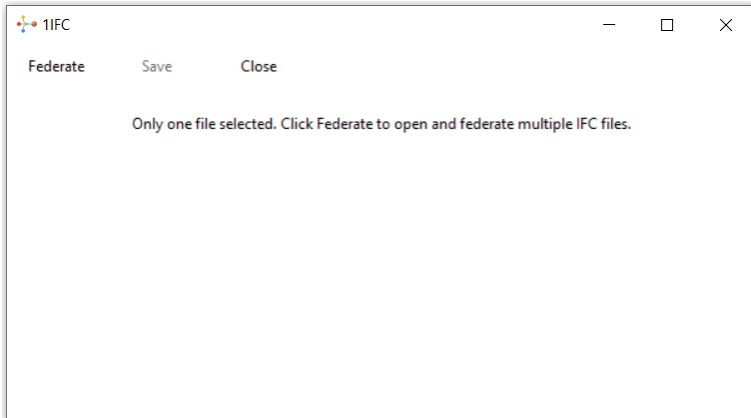 1IFC
Federate Save Close
Only one file selected. Click Federate to open and federate multiple IFC files.